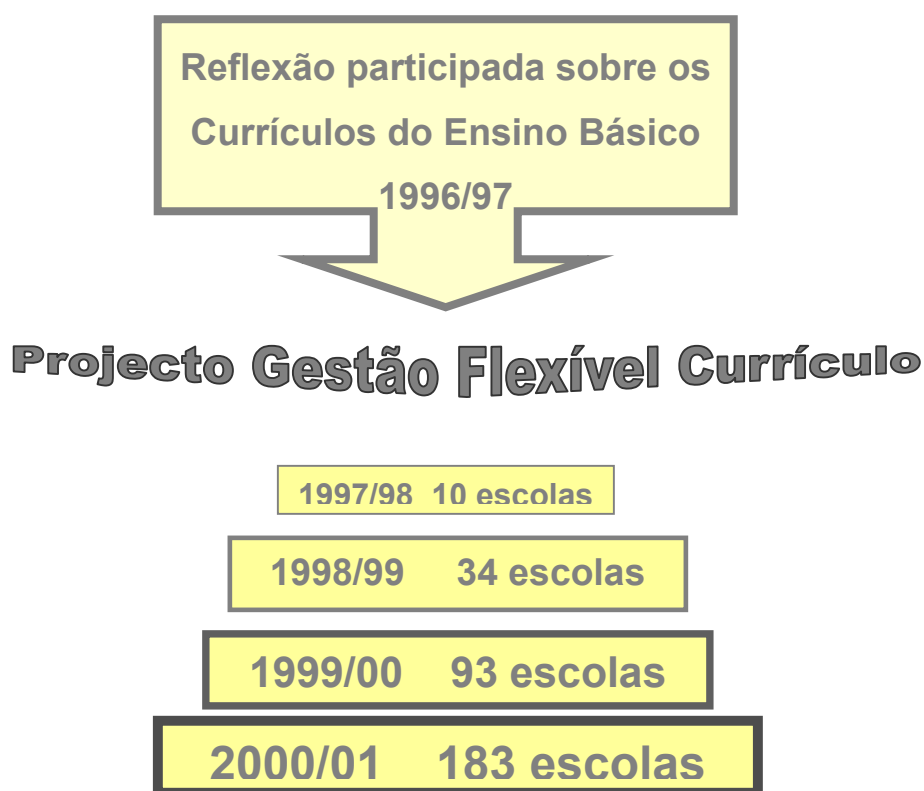 Reflexão participada sobre os
Currículos do Ensino Básico
1996/97
Projecto Gestão Flexível Currículo
1997/98 10 escolas
1998/99 34 escolas
1999/00 93 escolas
2000/01 183 escolas